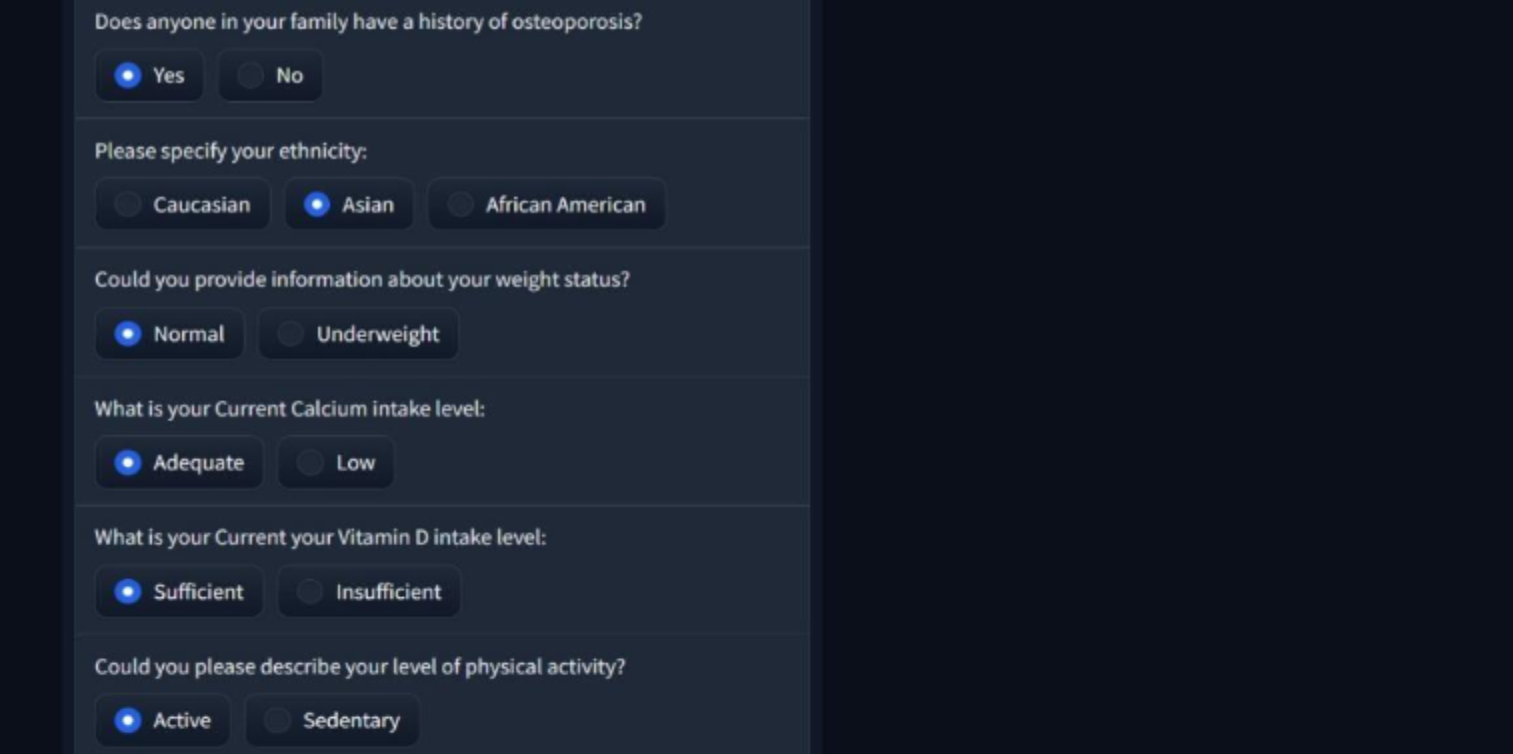 Does anyone in your family have a history of osteoporosis?
Yes No
Please specify your ethnicity:
Caucasian Asian African American
Could you provide information about your weight status?
Normal Underweight
What is your Current Calcium intake level:
Adequate Low
What is your Current your Vitamin D intake level:
Sufficient Insufficient
Could you please describe your level of physical activity?
Active Sedentary